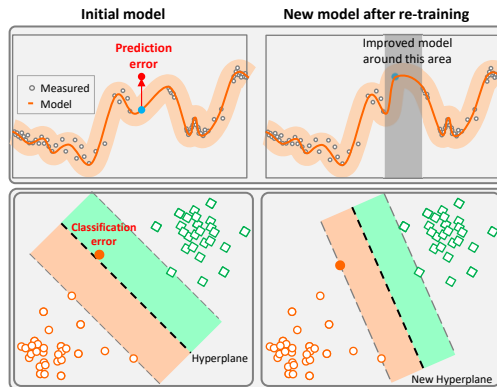 Initial model
New model after re-training
Prediction
error
Improved model
around this area
Measured
Model
Classification
error
Hyperplane
New Hyperplane